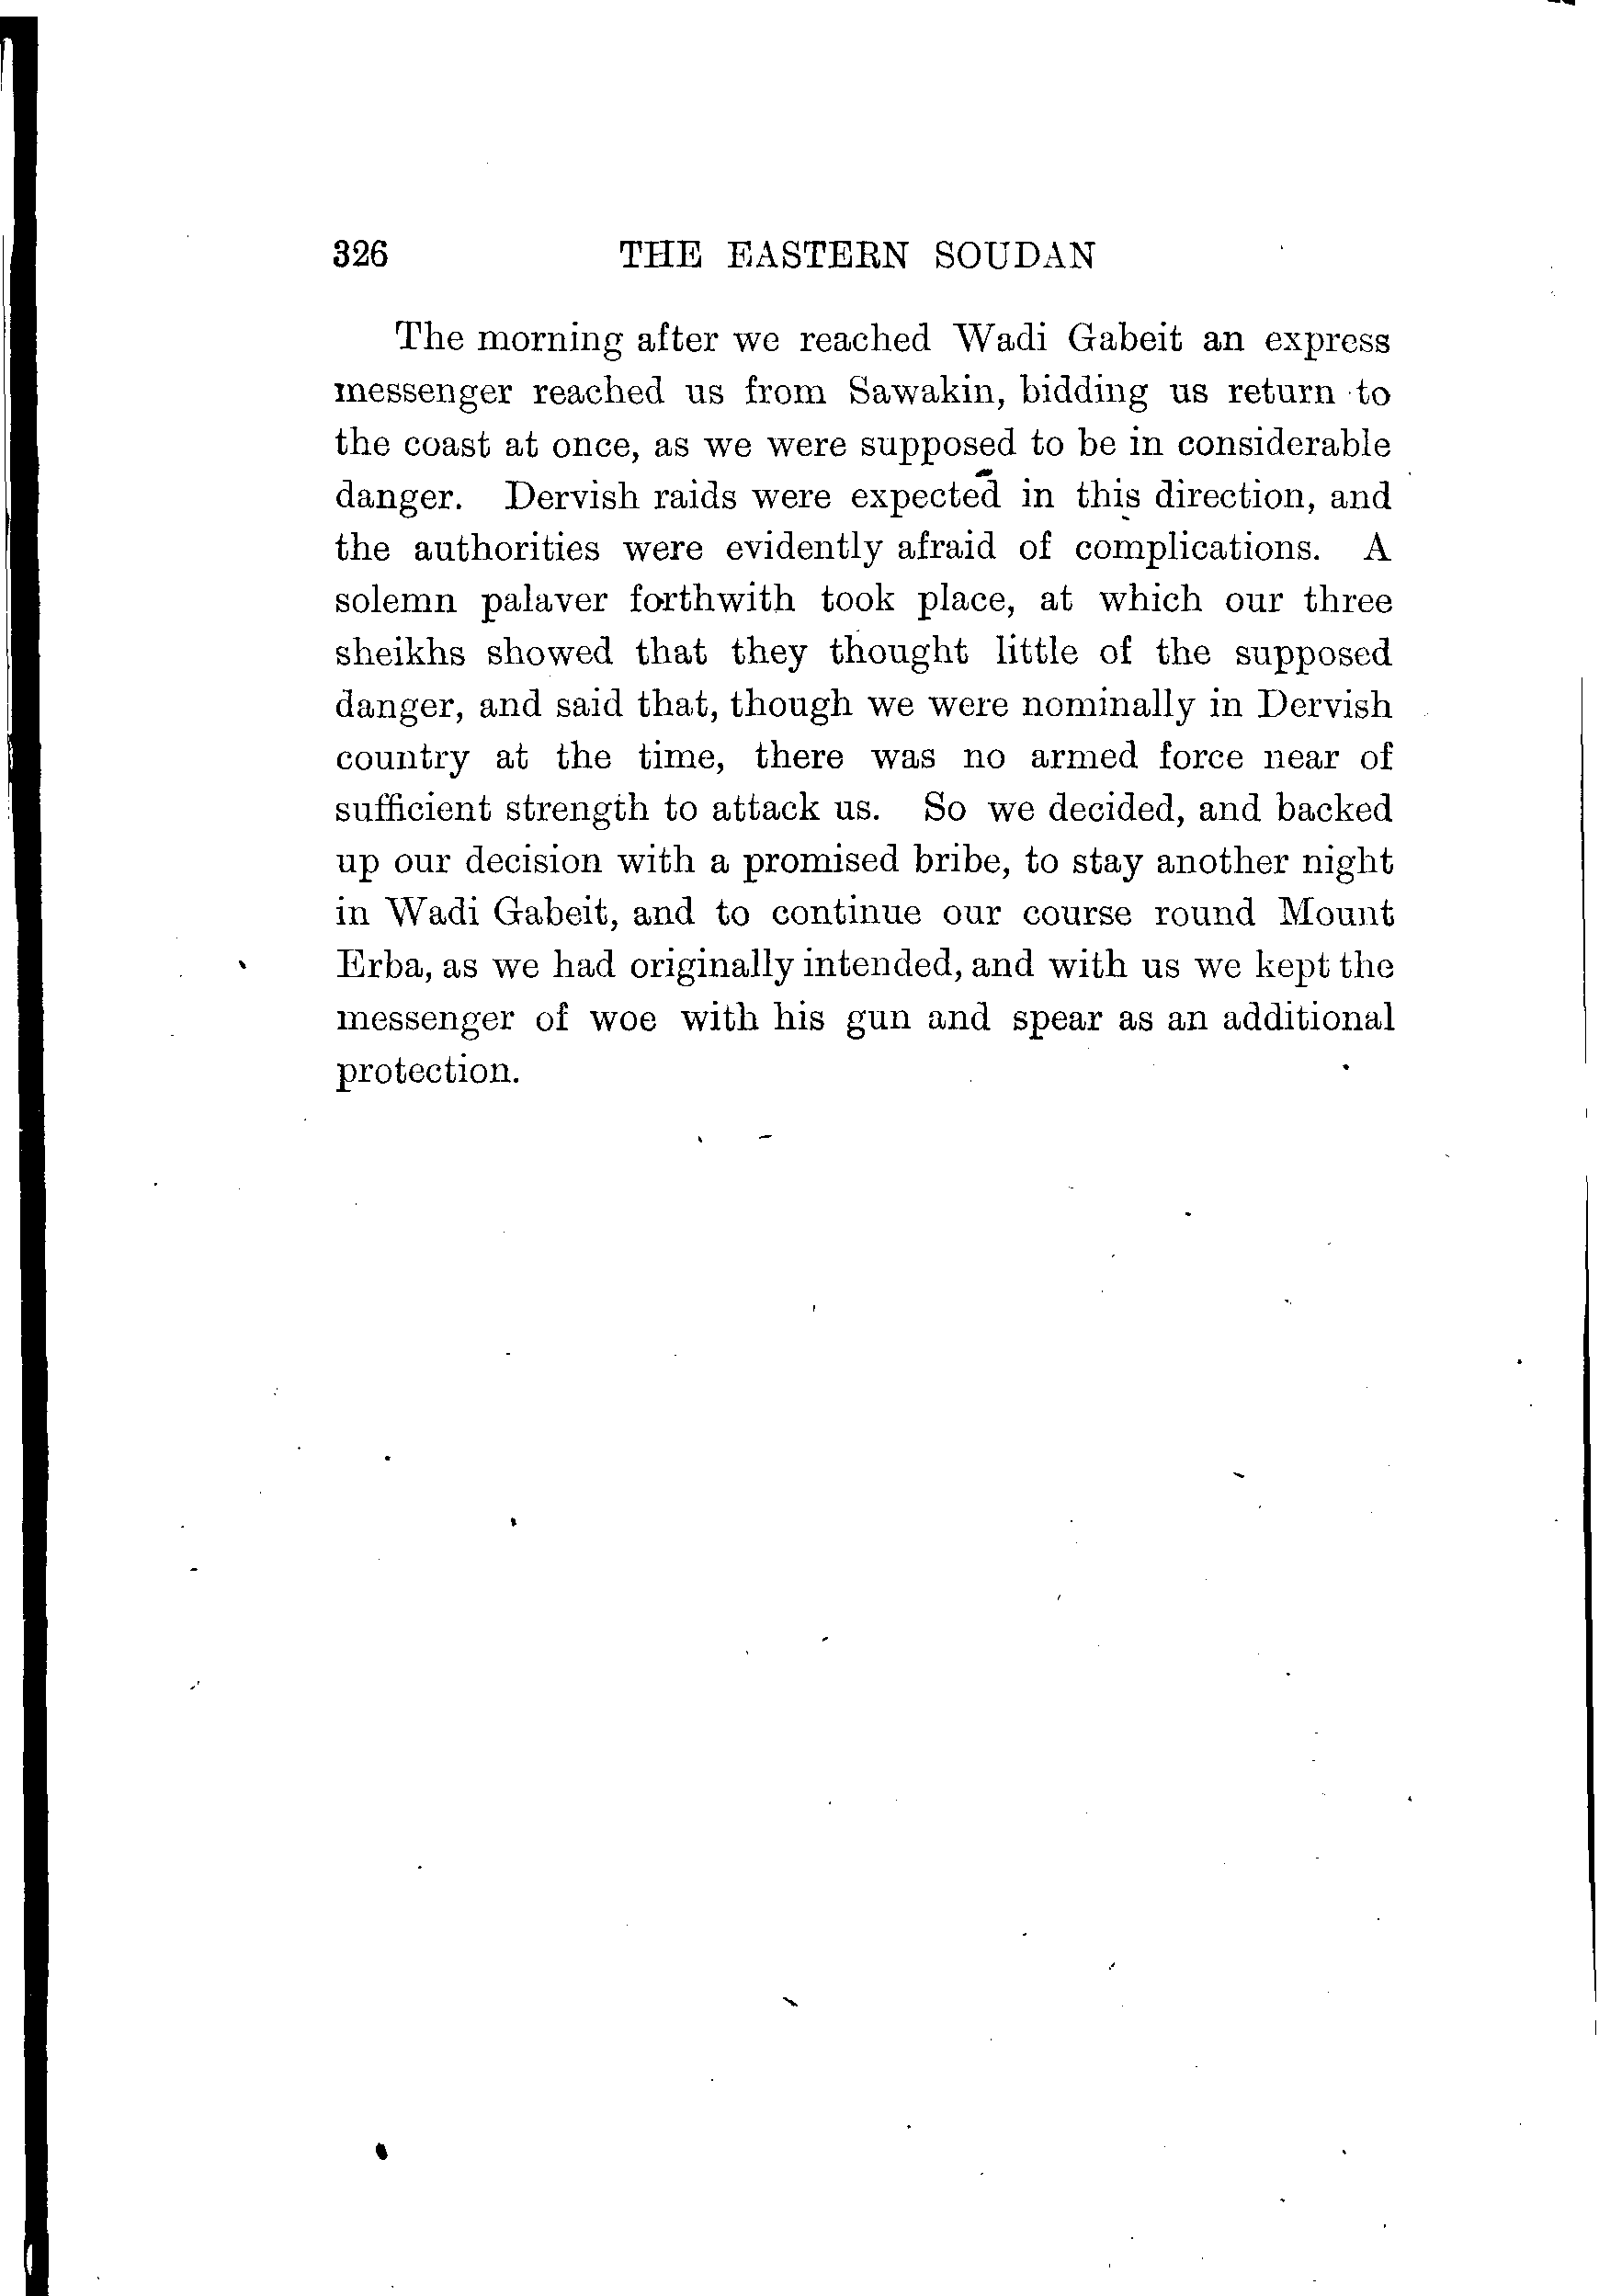 326 THE EASTERN SOUDAN
The morning after we reached Wadi Gabeit an express
messenger reached us from Sawakin, bidding us return to
the coast at once, as we were supposed to be in considerable
danger. Dervish raids were expected in this direction, and
the authorities were evidently afraid of complications. A
solemn palaver forthwith took place, at which our three
sheikhs showed that they thought little of the supposed
danger, and said that, though we were nominally in Dervish
country at the time, there was no armed force near of
sufficient strength to attack us. So we decided, and backed
up our decision with a promised bribe, to stay another night
in Wadi Gabeit, and to continue our course round Mount
Erba, as we had originally intended, and with us we kept the
messenger of woe with his gun and spear as an additional
protection.